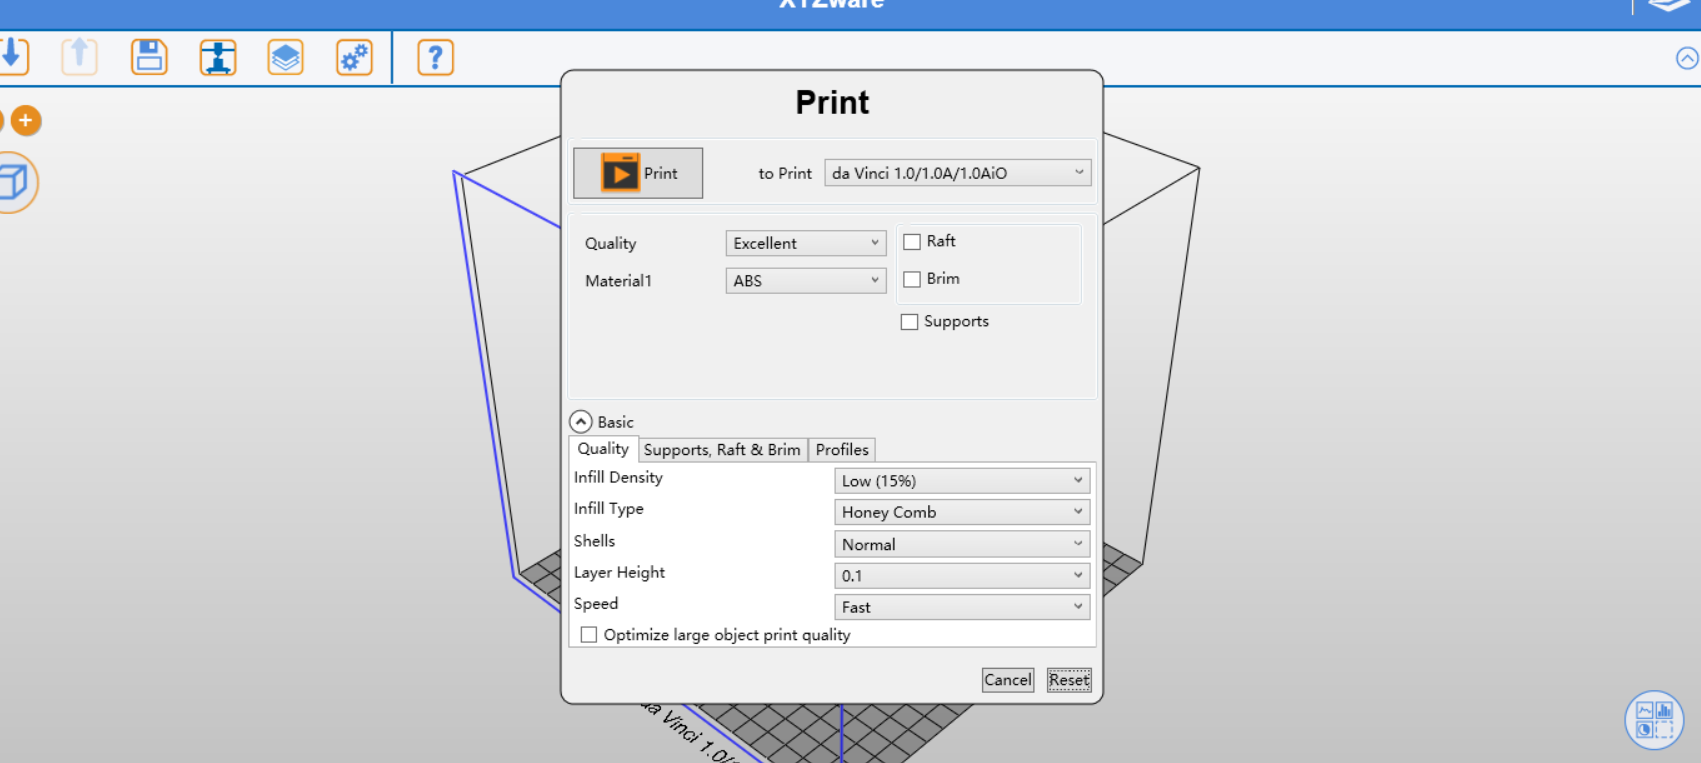 XYZware
?
Print
Print
to Print
da Vinci 1.0/1.0A/1.0AiO
Quality
Excellent
Raft
Material1
ABS
Brim
Supports
Basic
Quality
Supports, Raft & Brim
Profiles
Infill Density
Low (15%)
Infill Type
Honey Comb
Shells
Normal
Layer Height
0.1
Speed
Fast
Optimize large object print quality
Cancel
Reset
da Vinci 1.0/